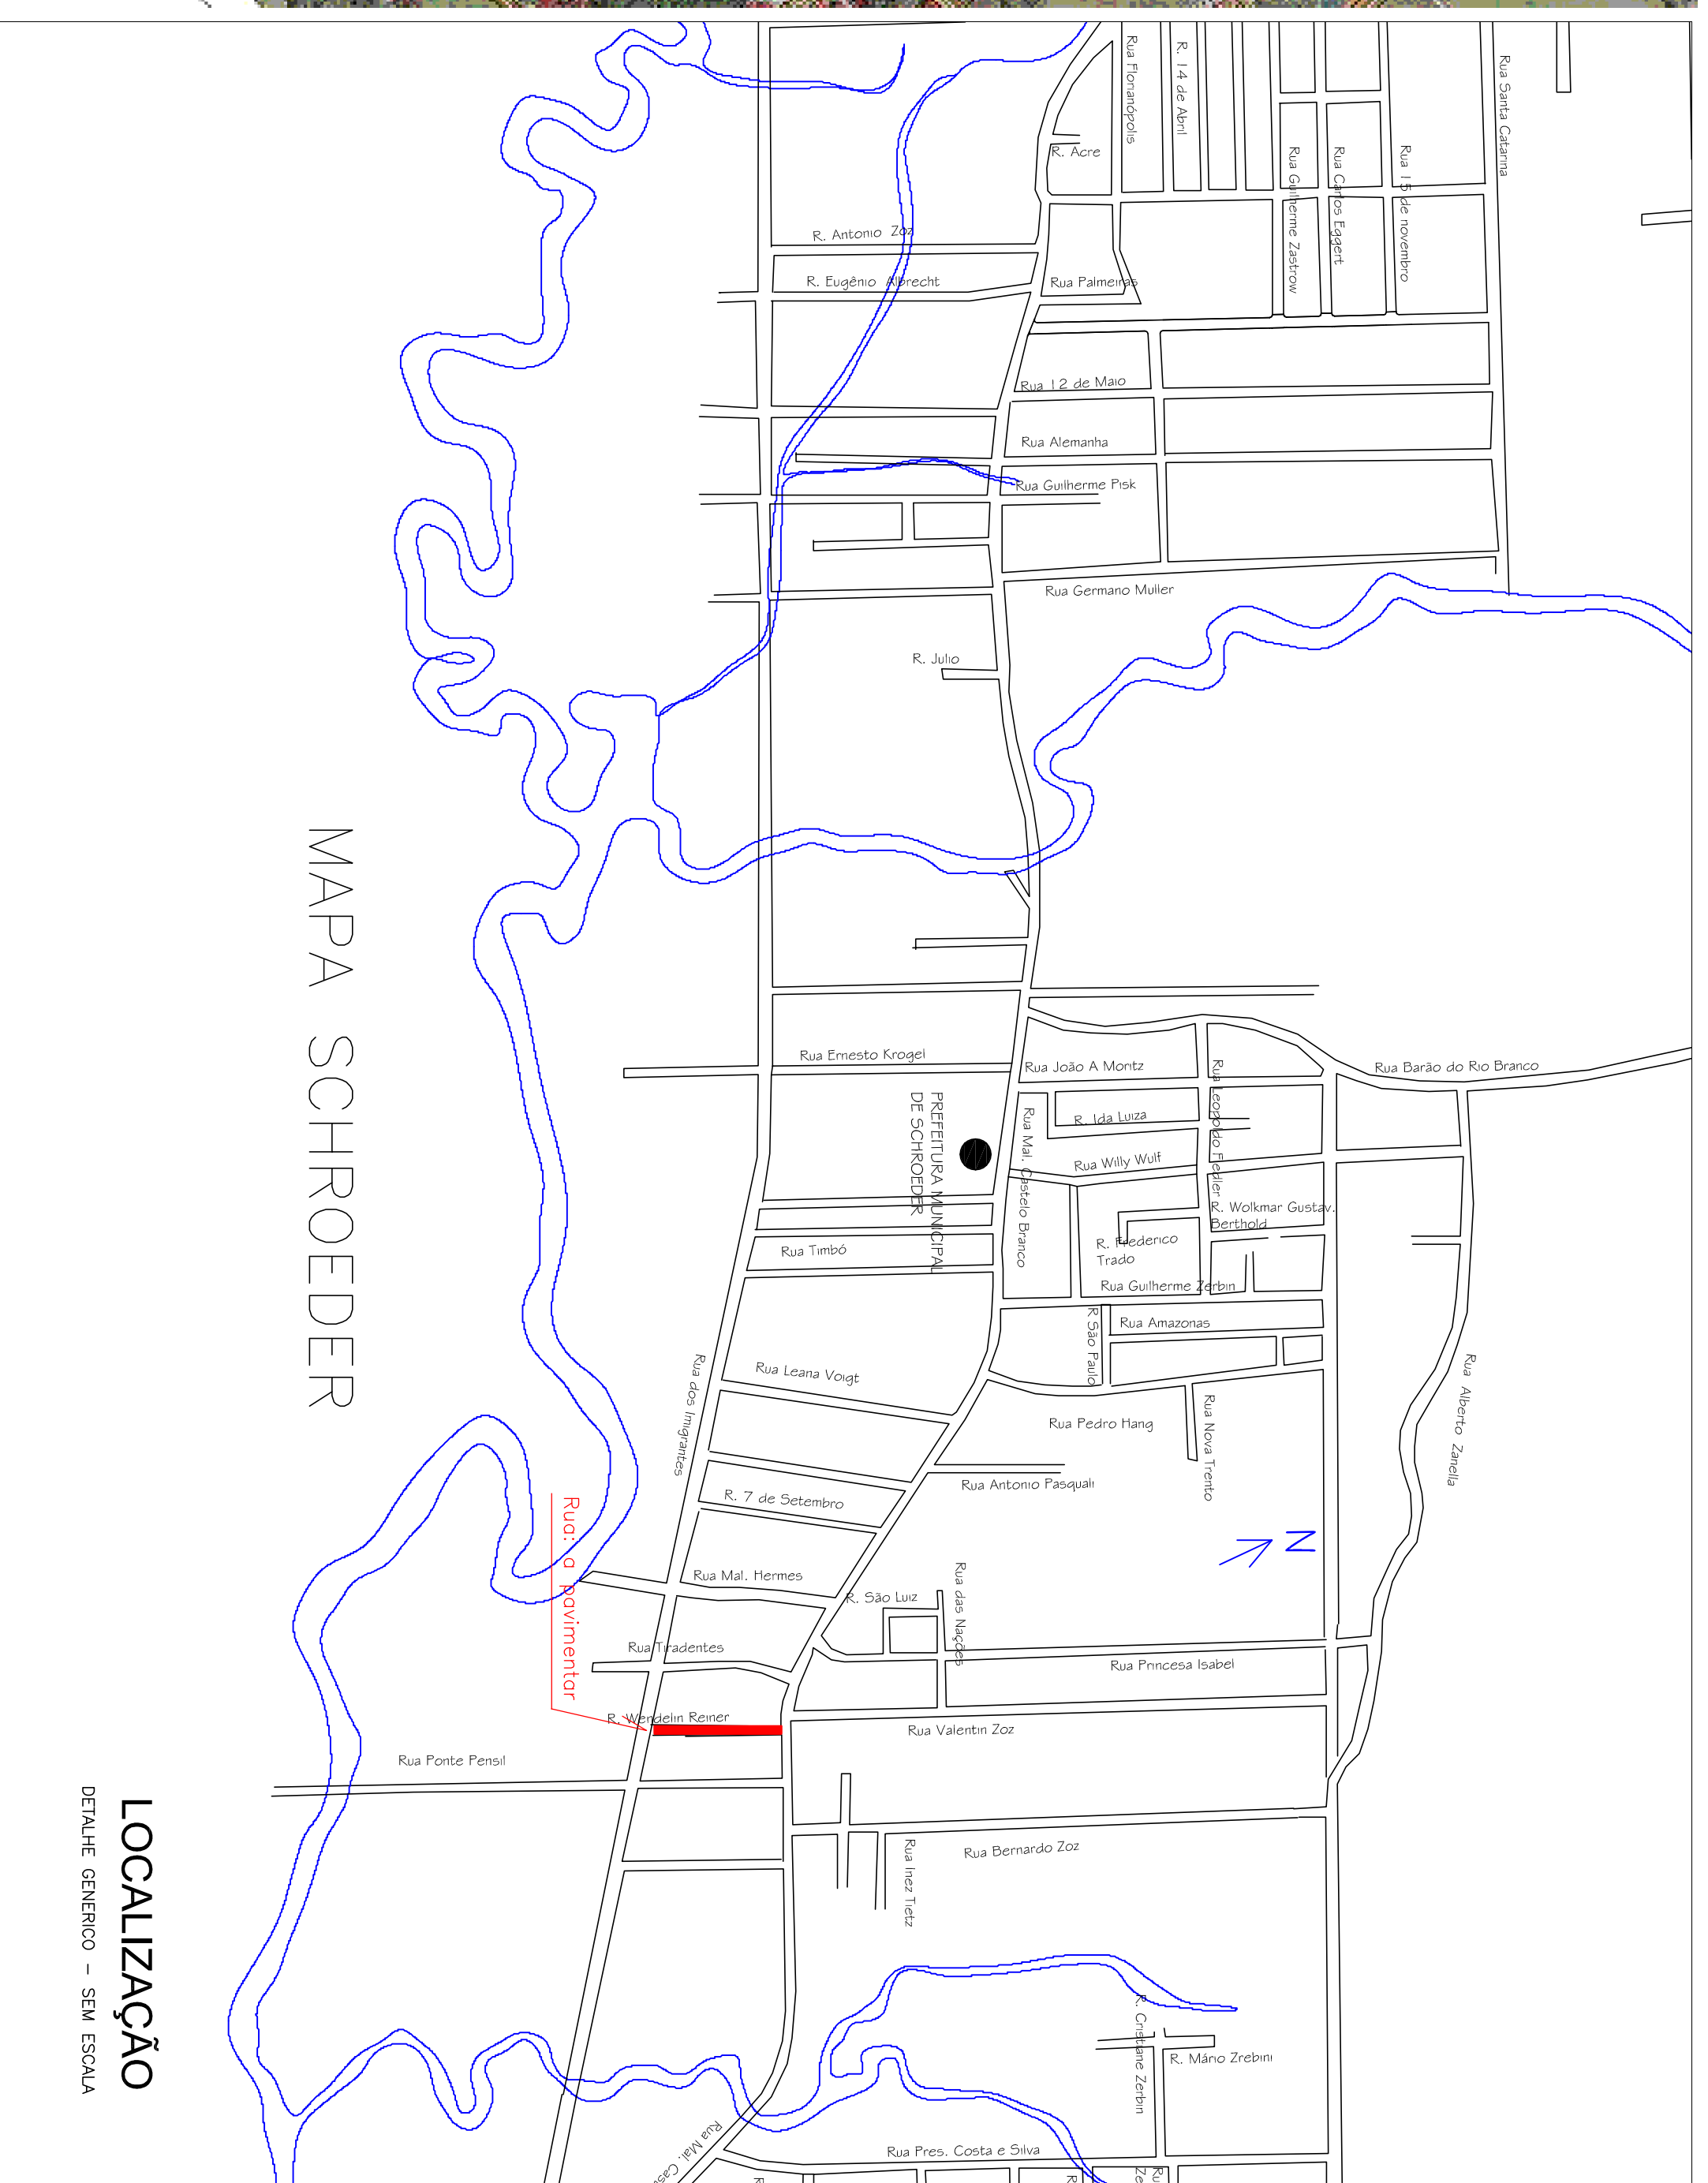 Rua Florianópolis
R. 14 de Abril
Rua Santa Catarina
R. Acre
Rua Guilherme Zastrow
Rua Carlos Eggert
Rua 15 de novembro
R. Antonio Zoz
R. Eugênio Albrecht
Rua Palmeiras
Rua 12 de Maio
Rua Alemanha
Rua Guilherme Pisk
Rua Germano Muller
R. Julio
MAPA SCHROEDER
Rua Ernesto Krogel
Rua João A Moritz
Rua Barão do Rio Branco
Rua Leopoldo Fiedler
PREFEITURA MUNICIPAL
DE SCHROEDER
Rua Mal. Castelo Branco
R. Ida Luiza
Rua Willy Wulf
R. Wolkmar Gustav.
Berthold
R. Frederico
Trado
Rua Timbó
Rua Guilherme Zerbin
R São Paulo
Rua Amazonas
Rua dos Imigrantes
Rua Leana Voigt
Rua Alberto Zanella
Rua Pedro Hang
Rua Nova Trento
Rua Antonio Pasquali
R. 7 de Setembro
Rua: a pavimentar
N
Rua Mal. Hermes
R. São Luiz
Rua das Nações
Rua Tiradentes
Rua Princesa Isabel
R. Wendelin Reiner
Rua Valentin Zoz
Rua Ponte Pensil
LOCALIZAÇÃO
DETALHE GENERICO - SEM ESCALA
Rua Bernardo Zoz
Rua Inez Tietz
R. Cristiane Zerbin
R. Mário Zrebini
Rua Mal. Cas
Rua Pres. Costa e Silva
R
Rua
Ze